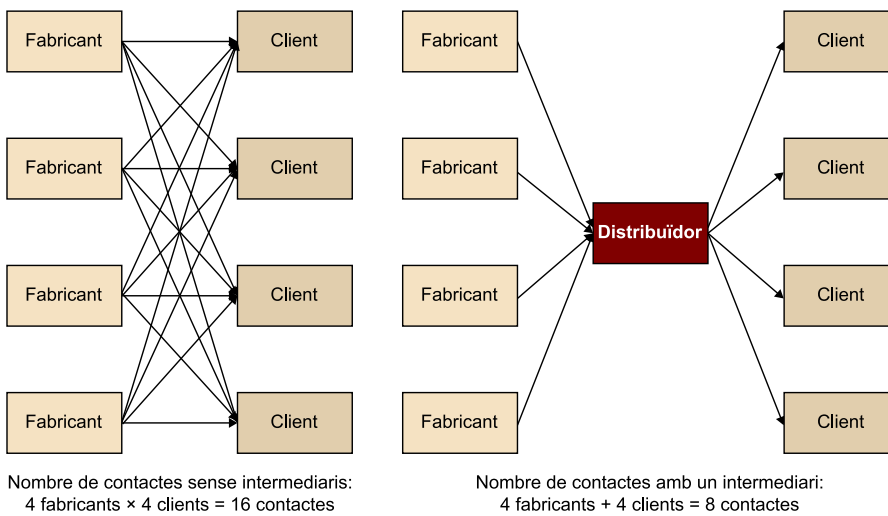 Fabricant
Client
Fabricant
Client
Fabricant
Client
Fabricant
Client
Nombre de contactes sense intermediaris:
4 fabricants × 4 clients = 16 contactes
Fabricant
Client
Fabricant
Client
Distribuïdor
Fabricant
Client
Fabricant
Client
Nombre de contactes amb un intermediari:
4 fabricants + 4 clients = 8 contactes